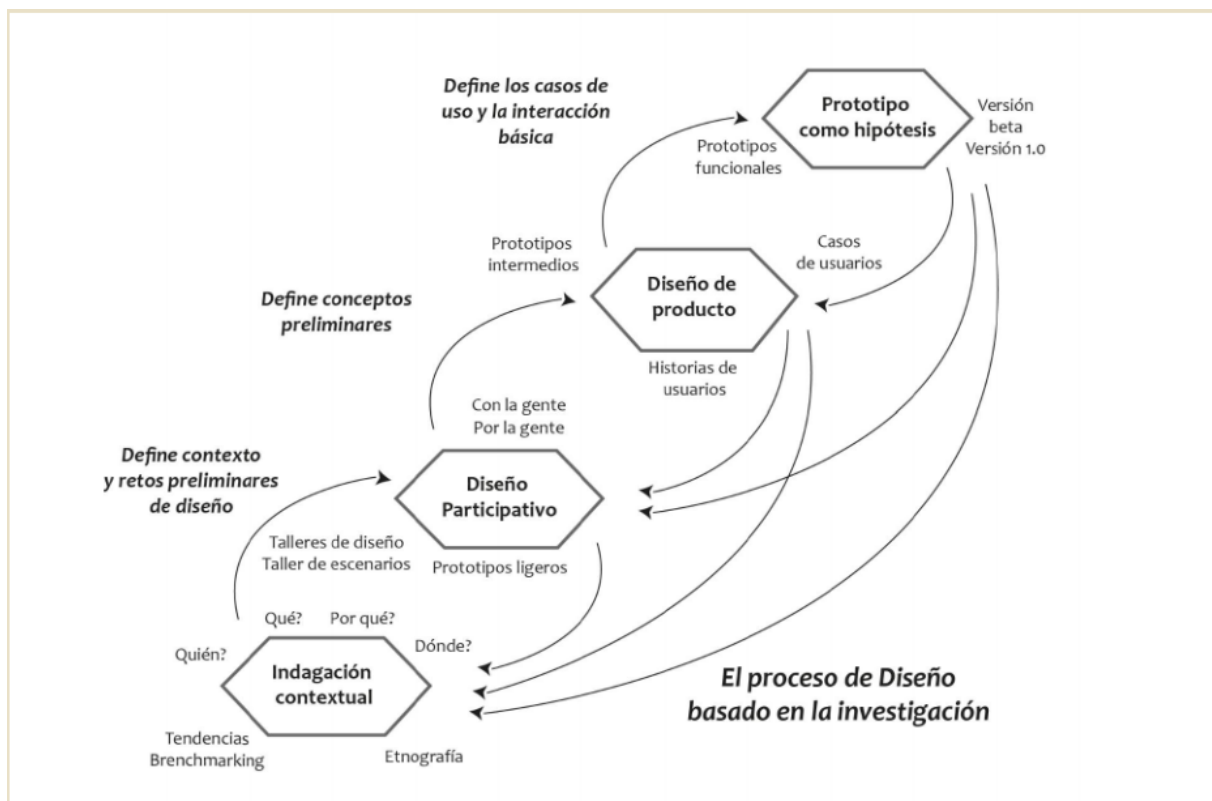 Define los casos de
uso y la interacción
básica
Prototipo
como hipótesis
Versión
beta
Versión 1.0
Prototipos
funcionales
Prototipos
intermedios
Casos
de usuarios
Define conceptos
preliminares
Diseño de
producto
Historias de
usuarios
Con la gente
Por la gente
Define contexto
y retos preliminares
de diseño
Diseño
Participativo
Talleres de diseño
Taller de escenarios
Prototipos ligeros
Quién?
Qué?
Por qué?
Dónde?
Indagación
contextual
Tendencias
Brenchmarking
Etnografía
El proceso de Diseño
basado en la investigación